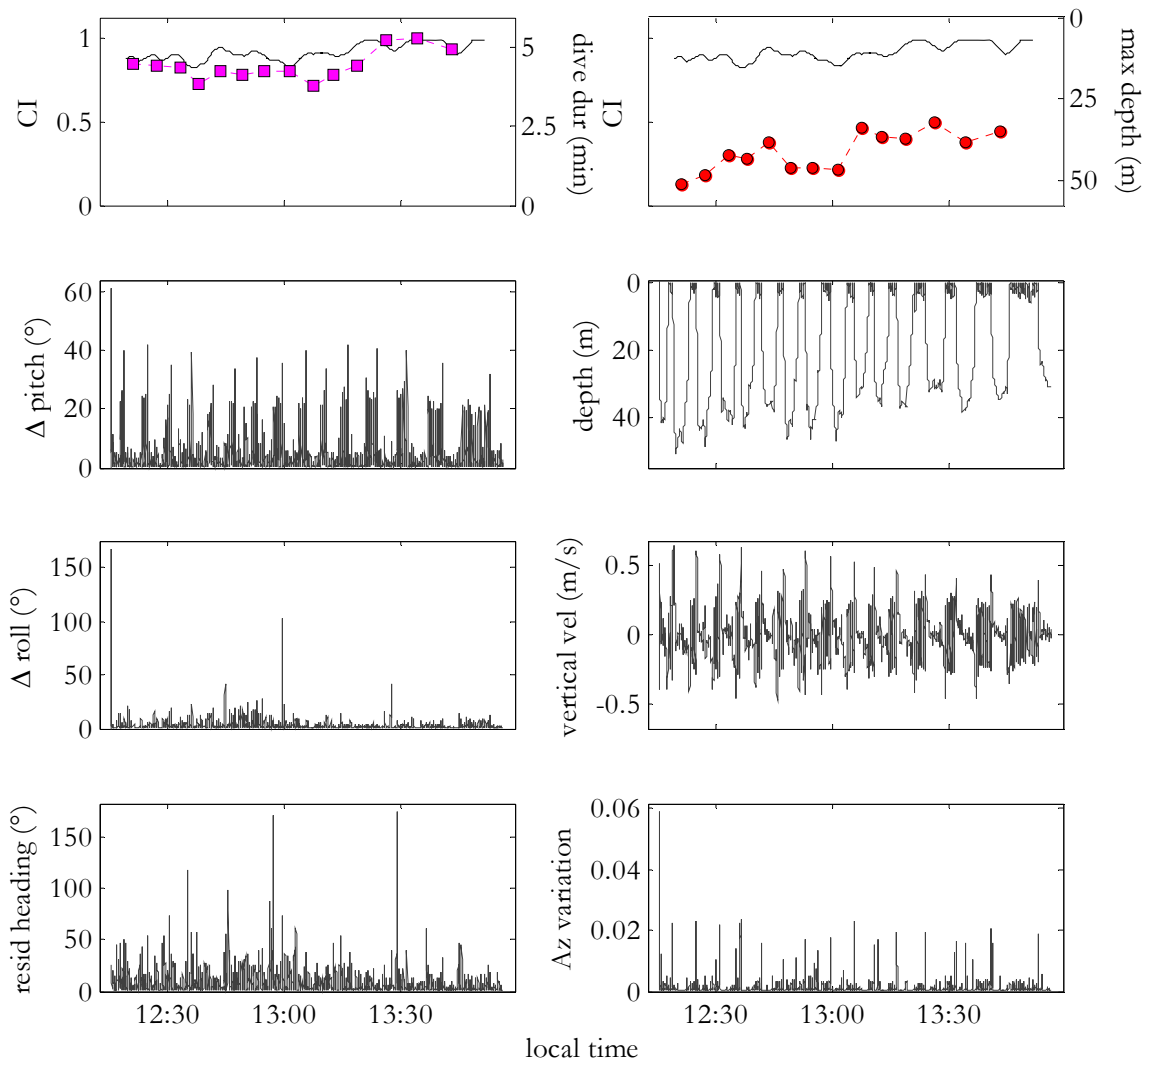 1
0.5
0
CI
5
2.5
0
dive dur (min)
CI
0
25
50
max depth (m)
60
40
20
0
Δ pitch (°)
0
20
40
depth (m)
150
100
50
0
Δ roll (°)
0.5
0
-0.5
vertical vel (m/s)
150
100
50
0
resid heading (°)
12:30 13:00 13:30
0.06
0.04
0.02
0
Az variation
12:30 13:00 13:30
local time